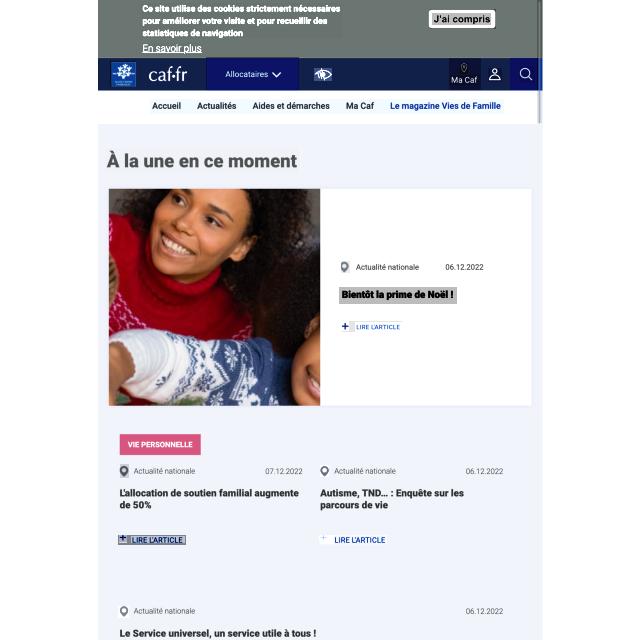 Ce site utilise des cookies strictement nécessaires
pour améliorer votre visite et pour recueillir des
statistiques de navigation
En savoir plus
J'ai compris
caf·fr
Allocataires
Ma Caf
Accueil
Actualités
Aides et démarches
Ma Caf
Le magazine Vies de Famille
À la une en ce moment
Actualité nationale
06.12.2022
Bientôt la prime de Noël !
+ LIRE L'ARTICLE
VIE PERSONNELLE
Actualité nationale
07.12.2022
L'allocation de soutien familial augmente
de 50%
+ LIRE L'ARTICLE
Actualité nationale
06.12.2022
Autisme, TND... : Enquête sur les
parcours de vie
+ LIRE L'ARTICLE
Actualité nationale
06.12.2022
Le Service universel, un service utile à tous !